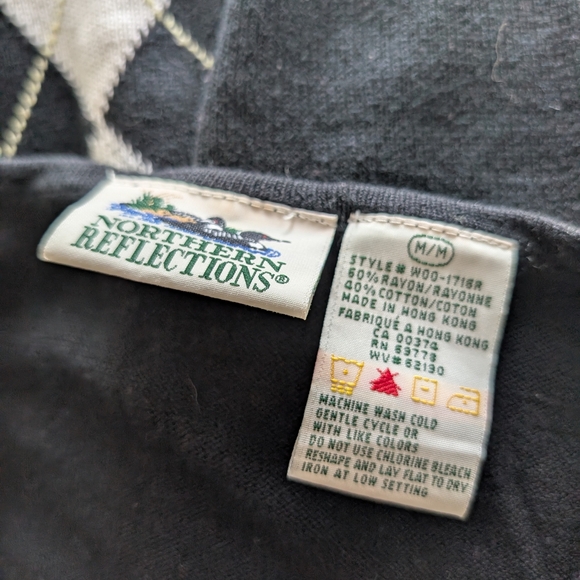 NORTHERN
REFLECTIONS®
M/M
STYLE# W00-1716R
60% RAYON/RAYONNE
40% COTTON/COTON
MADE IN HONG KONG
FABRIQUÉ A HONG KONG
CA 00374
RN 69778
WV# 62130
MACHINE WASH COLD
GENTLE CYCLE OR
WITH LIKE COLORS
DO NOT USE CHLORINE BLEACH
RESHAPE AND LAY FLAT TO DRY
IRON AT LOW SETTING